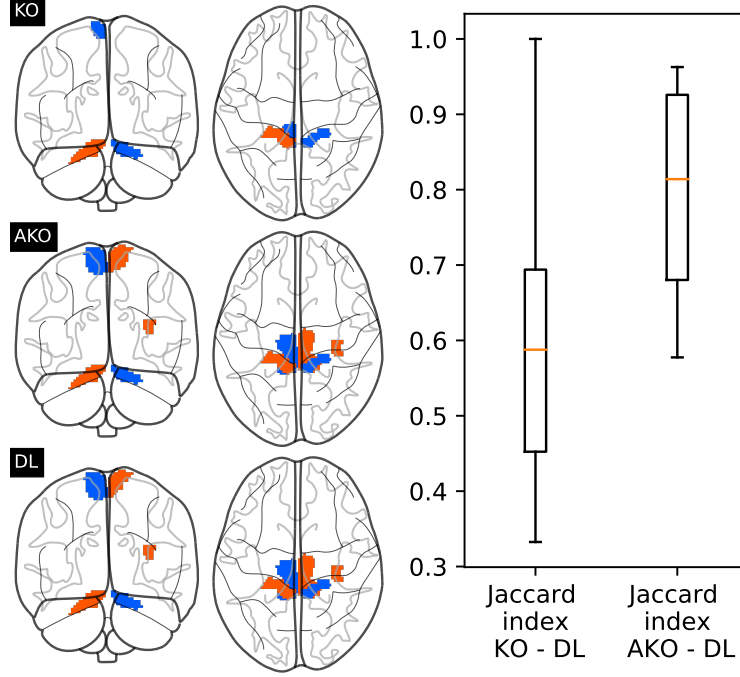 KO
AKO
DL
1.0
0.9
0.8
0.7
0.6
0.5
0.4
0.3
Jaccard
index
KO - DL
Jaccard
index
AKO - DL